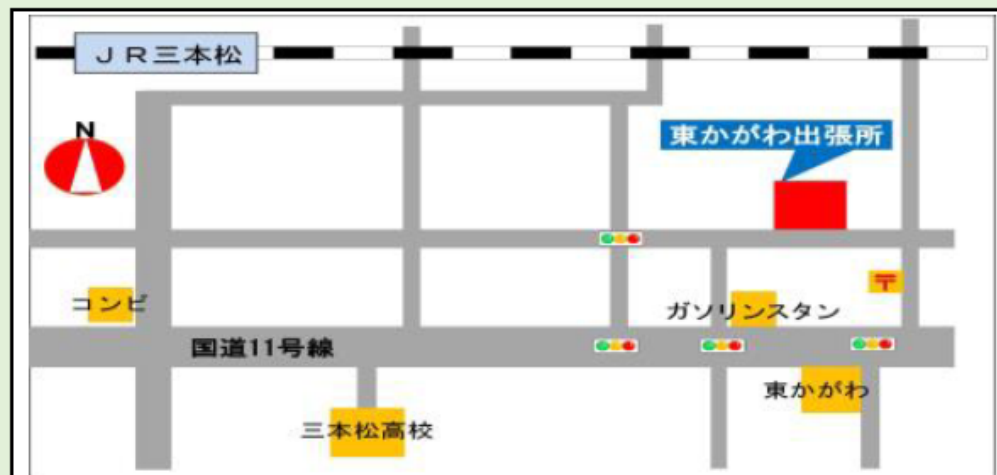 JR三本松
N
東かがわ出張所
〒
コンビ
ガソリンスタン
国道11号線
東かがわ
三本松高校